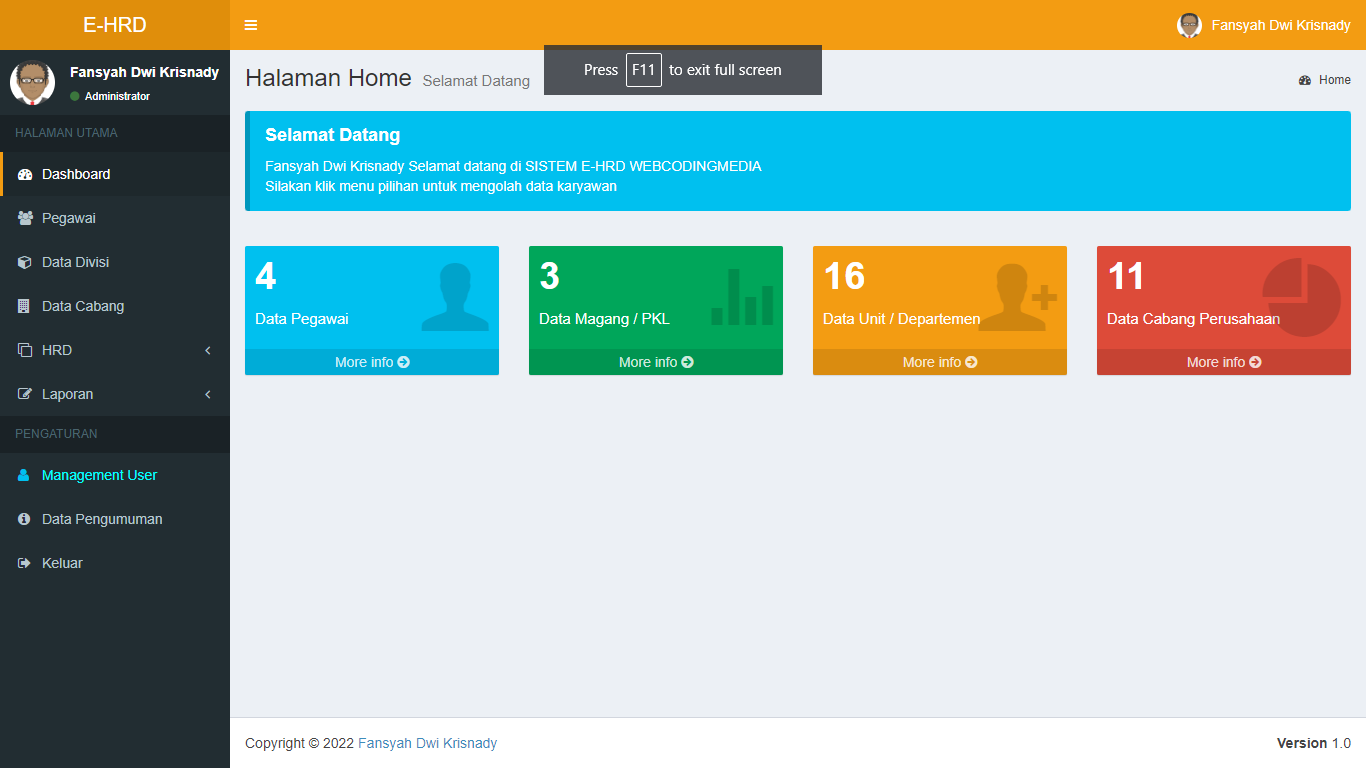 E-HRD
Fansyah Dwi Krisnady
Fansyah Dwi Krisnady
Administrator
HALAMAN UTAMA
Dashboard
Pegawai
Data Divisi
Data Cabang
HRD
Laporan
PENGATURAN
Management User
Data Pengumuman
Keluar
Halaman Home Selamat Datang
Press F11 to exit full screen
Home
Selamat Datang
Fansyah Dwi Krisnady Selamat datang di SISTEM E-HRD WEBCODINGMEDIA
Silakan klik menu pilihan untuk mengolah data karyawan
4
Data Pegawai
More info
3
Data Magang / PKL
More info
16
Data Unit / Departemen
More info
11
Data Cabang Perusahaan
More info
Copyright © 2022 Fansyah Dwi Krisnady
Version 1.0